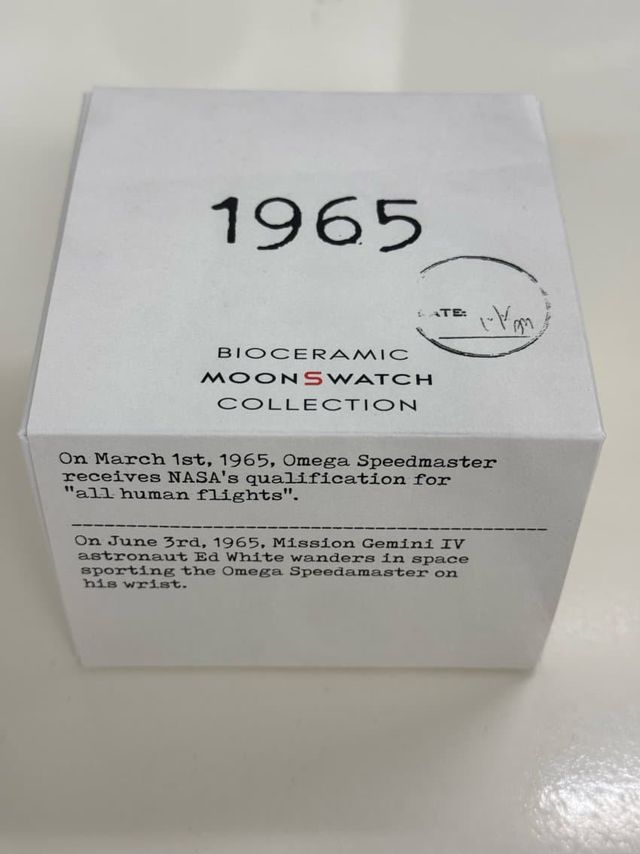 1965
DATE:
BIOCERAMIC
MOONSWATCH
COLLECTION
On March 1st, 1965, Omega Speedmaster
receives NASA's qualification for
"all human flights".
On June 3rd, 1965, Mission Gemini IV
astronaut Ed White wanders in space
sporting the Omega Speedamaster on
his wrist.